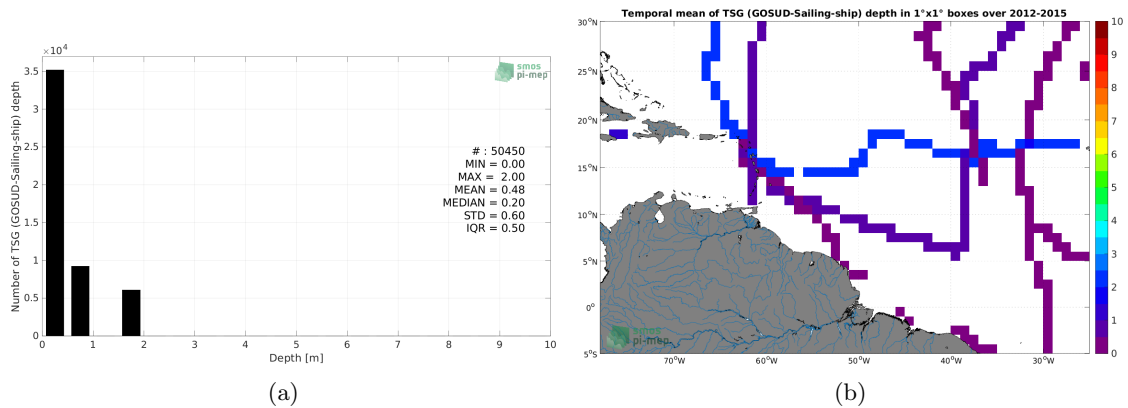 ×10⁴
3.5
3
2.5
2
1.5
1
0.5
0
Number of TSG (GOSUD-Sailing-ship) depth
smos
pi-mep
# : 50450
MIN = 0.00
MAX = 2.00
MEAN = 0.48
MEDIAN = 0.20
STD = 0.60
IQR = 0.50
0 1 2 3 4 5 6 7 8 9 10
Depth [m]
(a)
Temporal mean of TSG (GOSUD-Sailing-ship) depth in 1°x1° boxes over 2012-2015
30°N
25°N
20°N
15°N
10°N
5°N
0°
5°S
smos
pi-mep
70°W 60°W 50°W 40°W 30°W
10
9
8
7
6
5
4
3
2
1
0
(b)